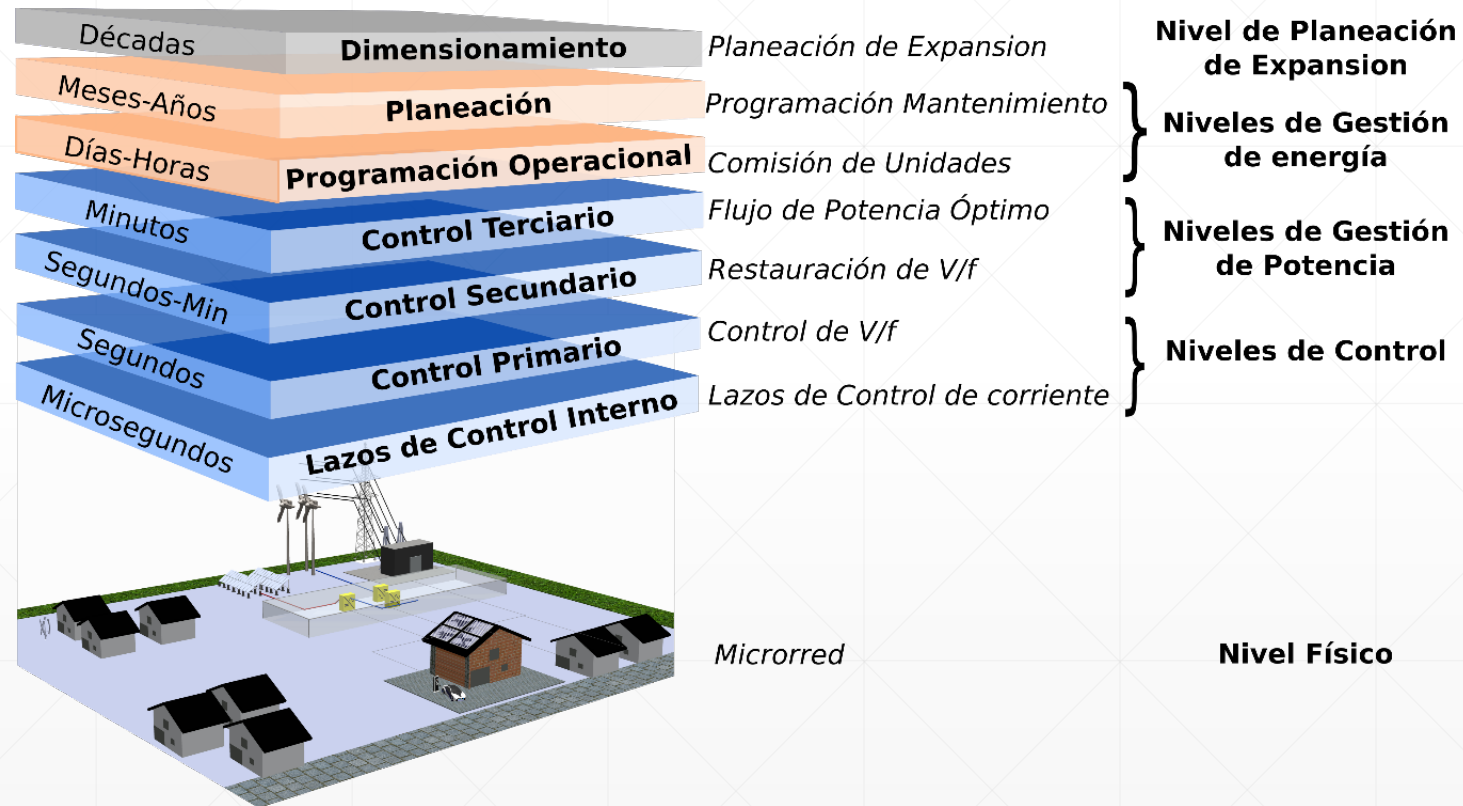 Décadas
Dimensionamiento
Planeación de Expansion
Nivel de Planeación
de Expansion
Meses-Años
Planeación
Programación Mantenimiento
Niveles de Gestión
de energía
Días-Horas
Programación Operacional
Comisión de Unidades
Minutos
Control Terciario
Flujo de Potencia Óptimo
Niveles de Gestión
de Potencia
Segundos-Min
Control Secundario
Restauración de V/f
Segundos
Control Primario
Control de V/f
Niveles de Control
Microsegundos
Lazos de Control Interno
Lazos de Control de corriente
Microrred
Nivel Físico